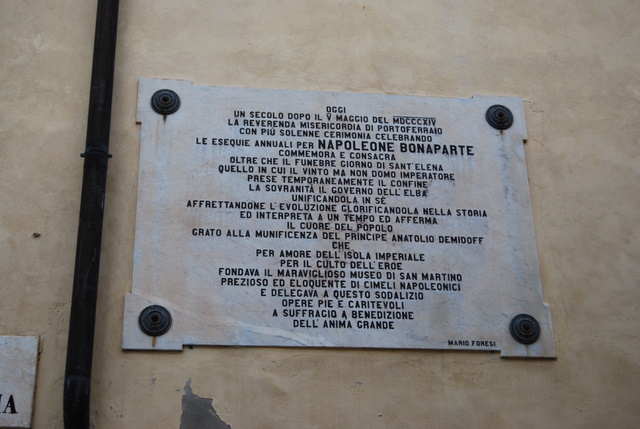 OGGI
UN SECOLO DOPO IL V MAGGIO DEL MDCCCXIV
LA REVERENDA MISERICORDIA DI PORTOFERRAIO
CON PIÙ SOLENNE CERIMONIA CELEBRANDO
LE ESEQUIE ANNUALI PER NAPOLEONE BONAPARTE
COMMEMORA E CONSACRA
OLTRE CHE IL FUNEBRE GIORNO DI SANT'ELENA
QUELLO IN CUI IL VINTO MA NON DOMO IMPERATORE
PRESE TEMPORANEAMENTE IL CONFINE
LA SOVRANITÀ IL GOVERNO DELL'ELBA
UNIFICANDOLA IN SÈ
AFFRETTANDONE L'EVOLUZIONE GLORIFICANDOLA NELLA STORIA
ED INTERPRETA A UN TEMPO ED AFFERMA
IL CUORE DEL POPOLO
GRATO ALLA MUNIFICENZA DEL PRINCIPE ANATOLIO DEMIDOFF
CHE
PER AMORE DELL'ISOLA IMPERIALE
PER IL CULTO DELL'EROE
FONDAVA IL MARAVIGLIOSO MUSEO DI SAN MARTINO
PREZIOSO ED ELOQUENTE DI CIMELI NAPOLEONICI
E DELEGAVA A QUESTO SODALIZIO
OPERE PIE E CARITEVOLI
A SUFFRAGIO A BENEDIZIONE
DELL'ANIMA GRANDE
MARIO FORESI